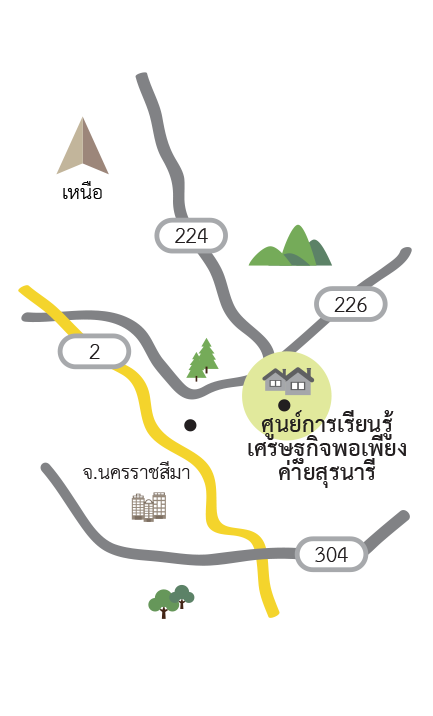 เหนือ
224
226
2
ศูนย์การเรียนรู้
เศรษฐกิจพอเพียง
ค่ายสุรนารี
จ.นครราชสีมา
304